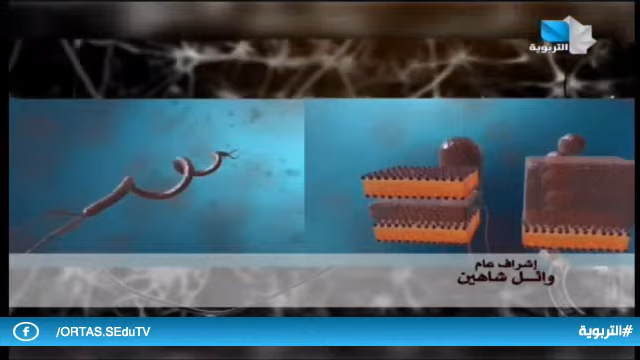 التربوية
إشراف عام
وائل شاهين
/ORTAS.SEduTV
#التربوية